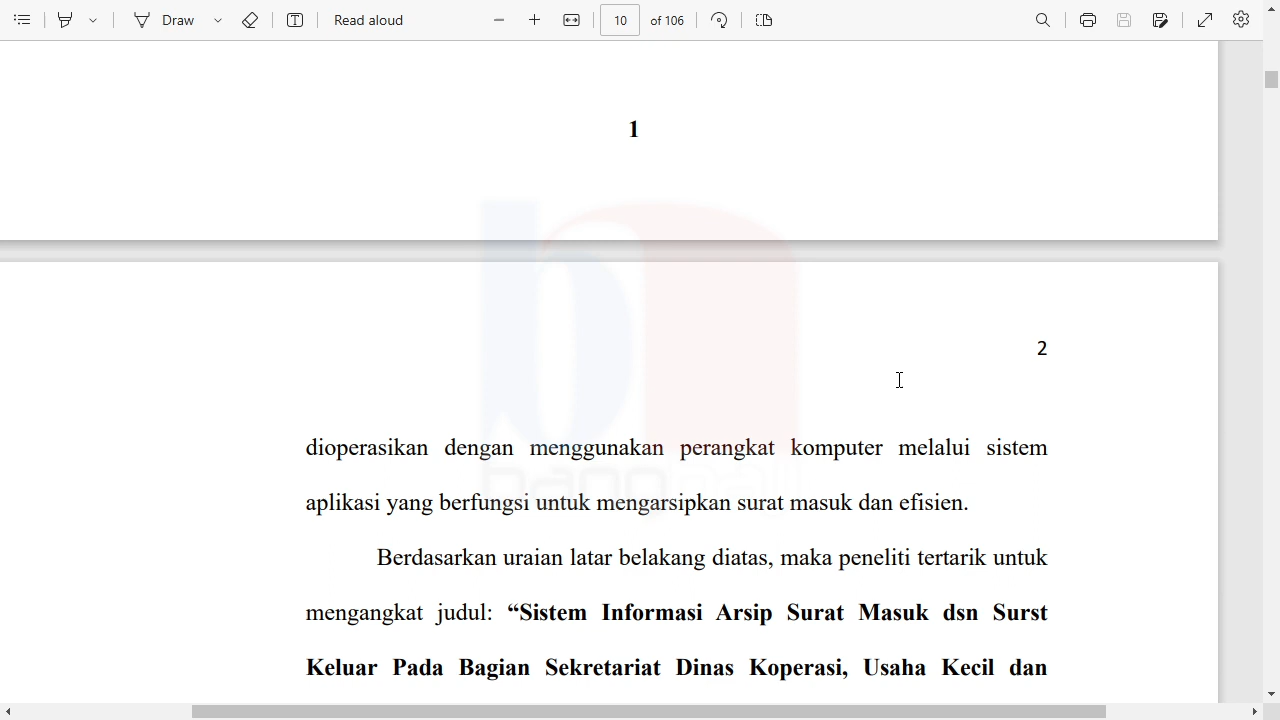 Draw
Read aloud
10 of 106
1
2
dioperasikan dengan menggunakan perangkat komputer melalui sistem
aplikasi yang berfungsi untuk mengarsipkan surat masuk dan efisien.
Berdasarkan uraian latar belakang diatas, maka peneliti tertarik untuk
mengangkat judul: “Sistem Informasi Arsip Surat Masuk dsn Surst
Keluar Pada Bagian Sekretariat Dinas Koperasi, Usaha Kecil dan